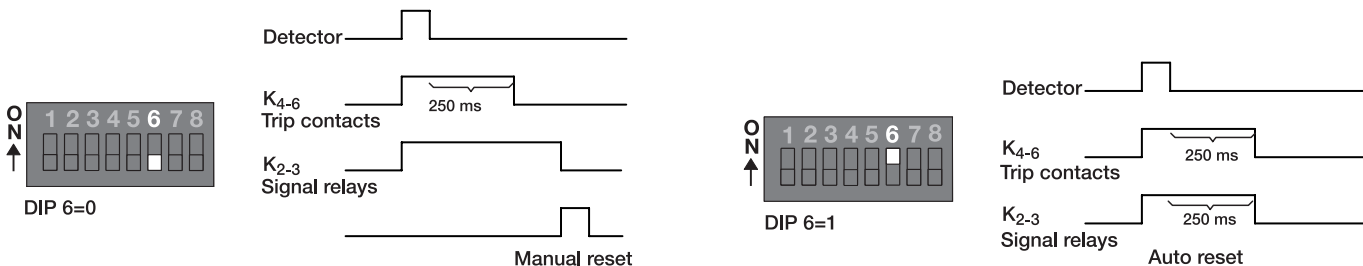 Detector
K4-6
Trip contacts
250 ms
K2-3
Signal relays
Manual reset
ON
1 2 3 4 5 6 7 8
DIP 6=0
Detector
K4-6
Trip contacts
250 ms
K2-3
Signal relays
250 ms
Auto reset
ON
1 2 3 4 5 6 7 8
DIP 6=1